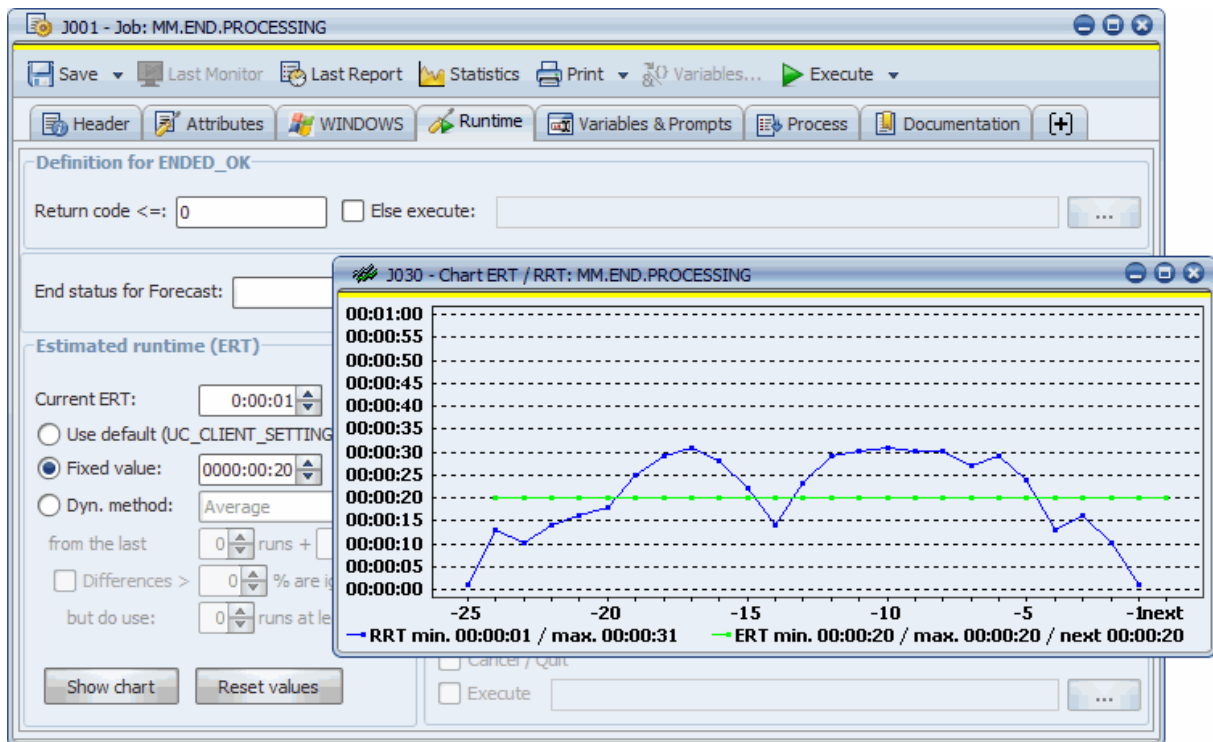 J001 - Job: MM.END.PROCESSING
Save Last Monitor Last Report Statistics Print Variables... Execute
Header Attributes WINDOWS Runtime Variables & Prompts Process Documentation [+]
Definition for ENDED_OK
Return code <=: 0 Else execute: ...
End status for Forecast:
Estimated runtime (ERT)
Current ERT: 0:00:01
Use default (UC_CLIENT_SETTING
Fixed value: 0000:00:20
Dyn. method: Average
from the last 0 runs +
Differences > 0 % are ig
but do use: 0 runs at le
Show chart Reset values
Cancel / Quit
Execute ...
J030 - Chart ERT / RRT: MM.END.PROCESSING
00:01:00
00:00:55
00:00:50
00:00:45
00:00:40
00:00:35
00:00:30
00:00:25
00:00:20
00:00:15
00:00:10
00:00:05
00:00:00
-25 -20 -15 -10 -5 -1next
RRT min. 00:00:01 / max. 00:00:31 ERT min. 00:00:20 / max. 00:00:20 / next 00:00:20